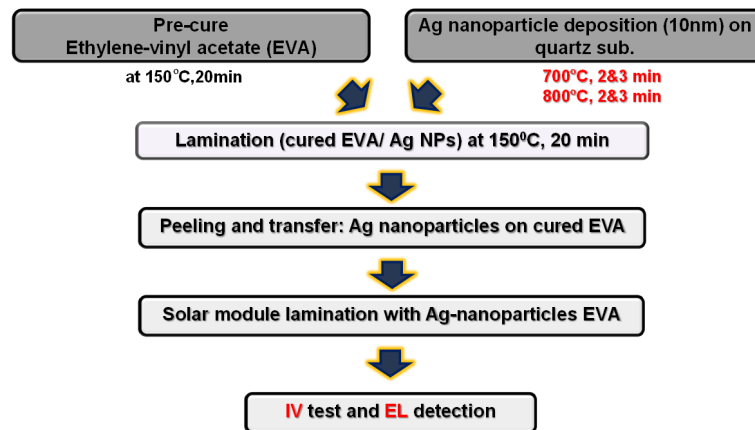 Pre-cure
Ethylene-vinyl acetate (EVA)
Ag nanoparticle deposition (10nm) on
quartz sub.
at 150°C,20min
700°C, 2&3 min
800°C, 2&3 min
Lamination (cured EVA/ Ag NPs) at 150⁰C, 20 min
Peeling and transfer: Ag nanoparticles on cured EVA
Solar module lamination with Ag-nanoparticles EVA
IV test and EL detection